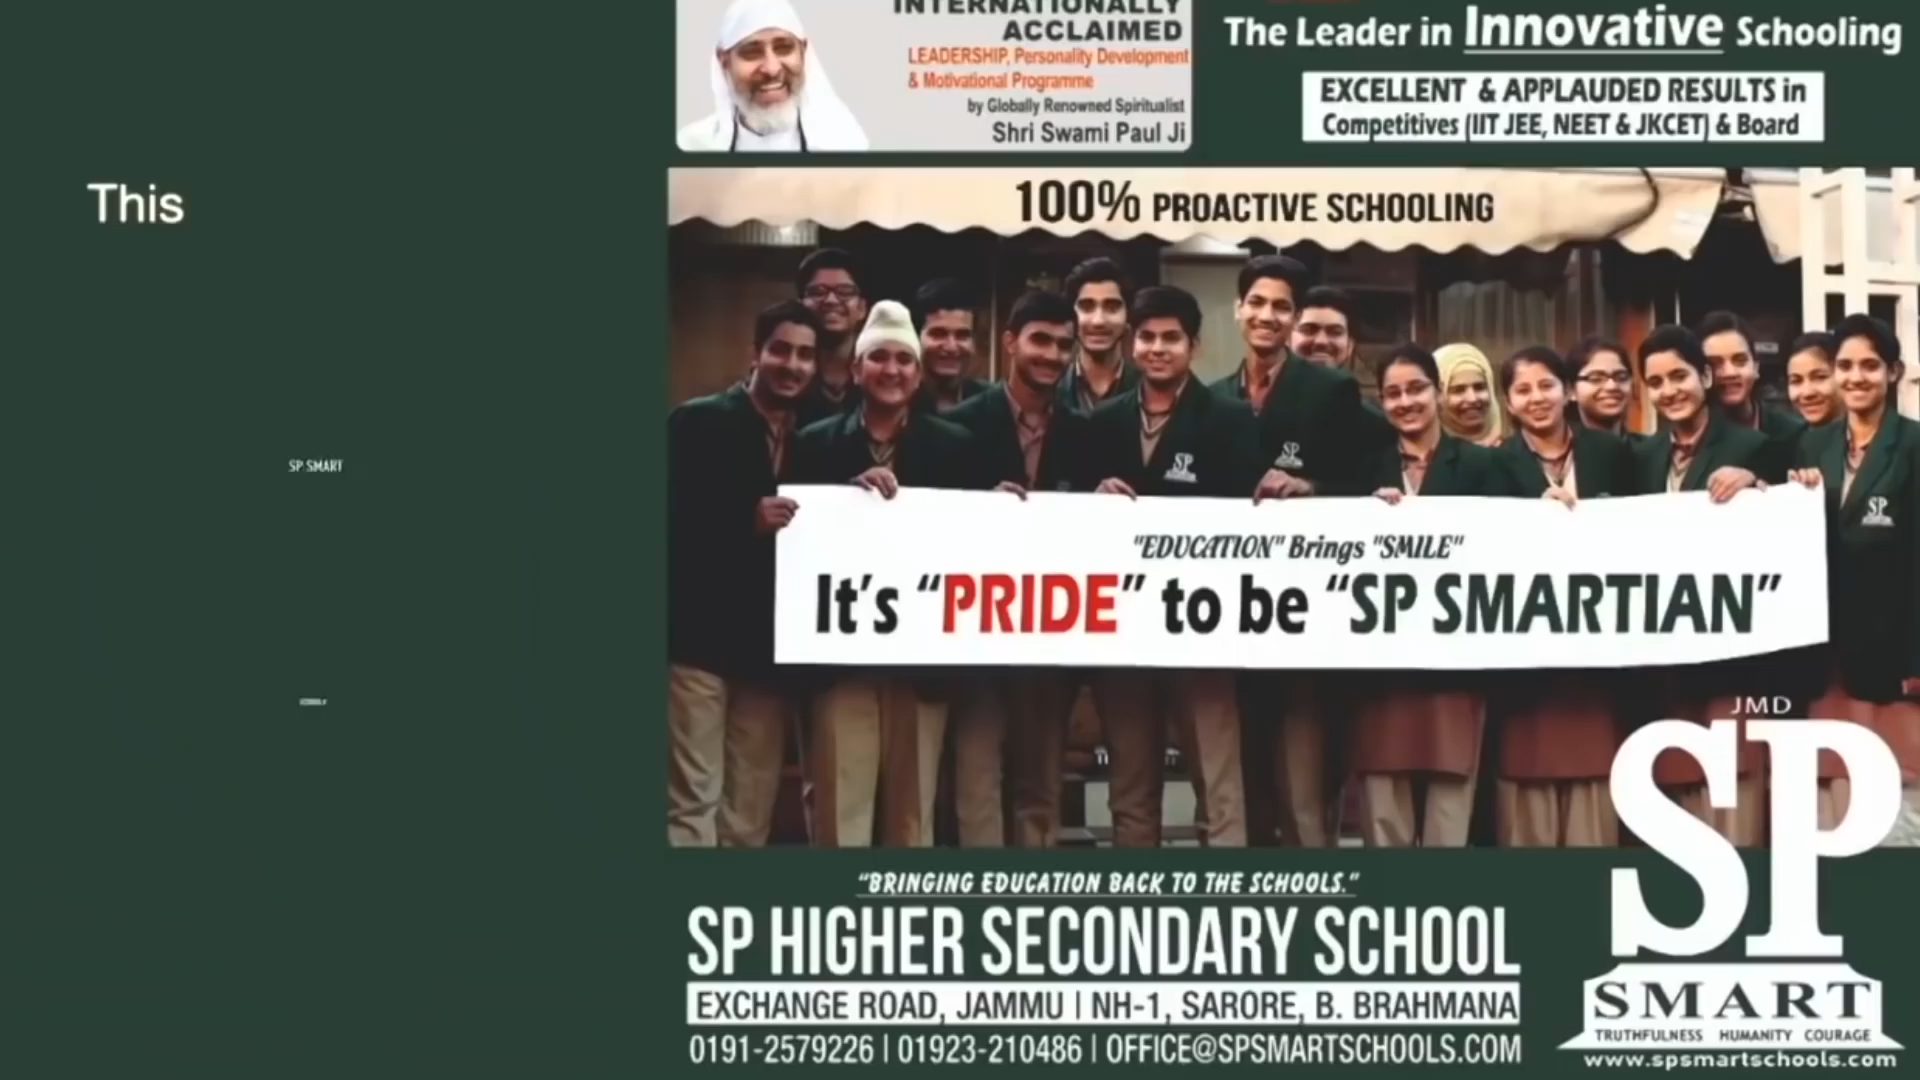 INTERNATIONALLY
ACCLAIMED
LEADERSHIP, Personality Development
& Motivational Programme
by Globally Renowned Spiritualist
Shri Swami Paul Ji
The Leader in Innovative Schooling
EXCELLENT & APPLAUDED RESULTS in
Competitives (IIT JEE, NEET & JKCET) & Board
This
SP SMART
100% PROACTIVE SCHOOLING
SP
SP
SP
"EDUCATION" Brings "SMILE"
It's "PRIDE" to be "SP SMARTIAN"
JMD
SP
SMART
TRUTHFULNESS HUMANITY COURAGE
www.spsmartschools.com
"BRINGING EDUCATION BACK TO THE SCHOOLS."
SP HIGHER SECONDARY SCHOOL
EXCHANGE ROAD, JAMMU | NH-1, SARORE, B. BRAHMANA
0191-2579226 | 01923-210486 | OFFICE@SPSMARTSCHOOLS.COM